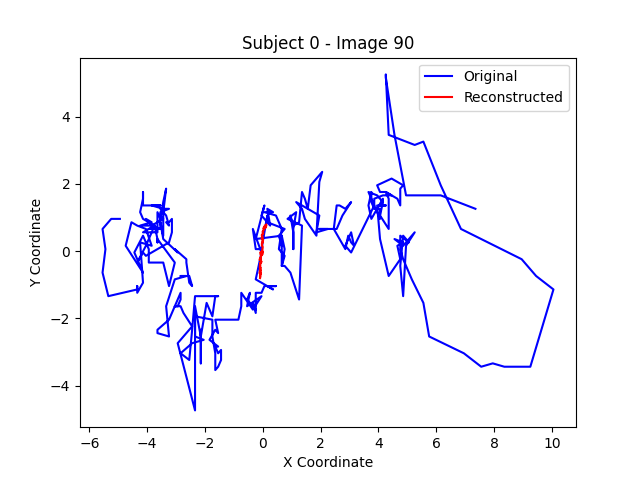 Subject 0 - Image 90
Original
Reconstructed
Y Coordinate
4
2
0
−2
−4
−6 −4 −2 0 2 4 6 8 10
X Coordinate